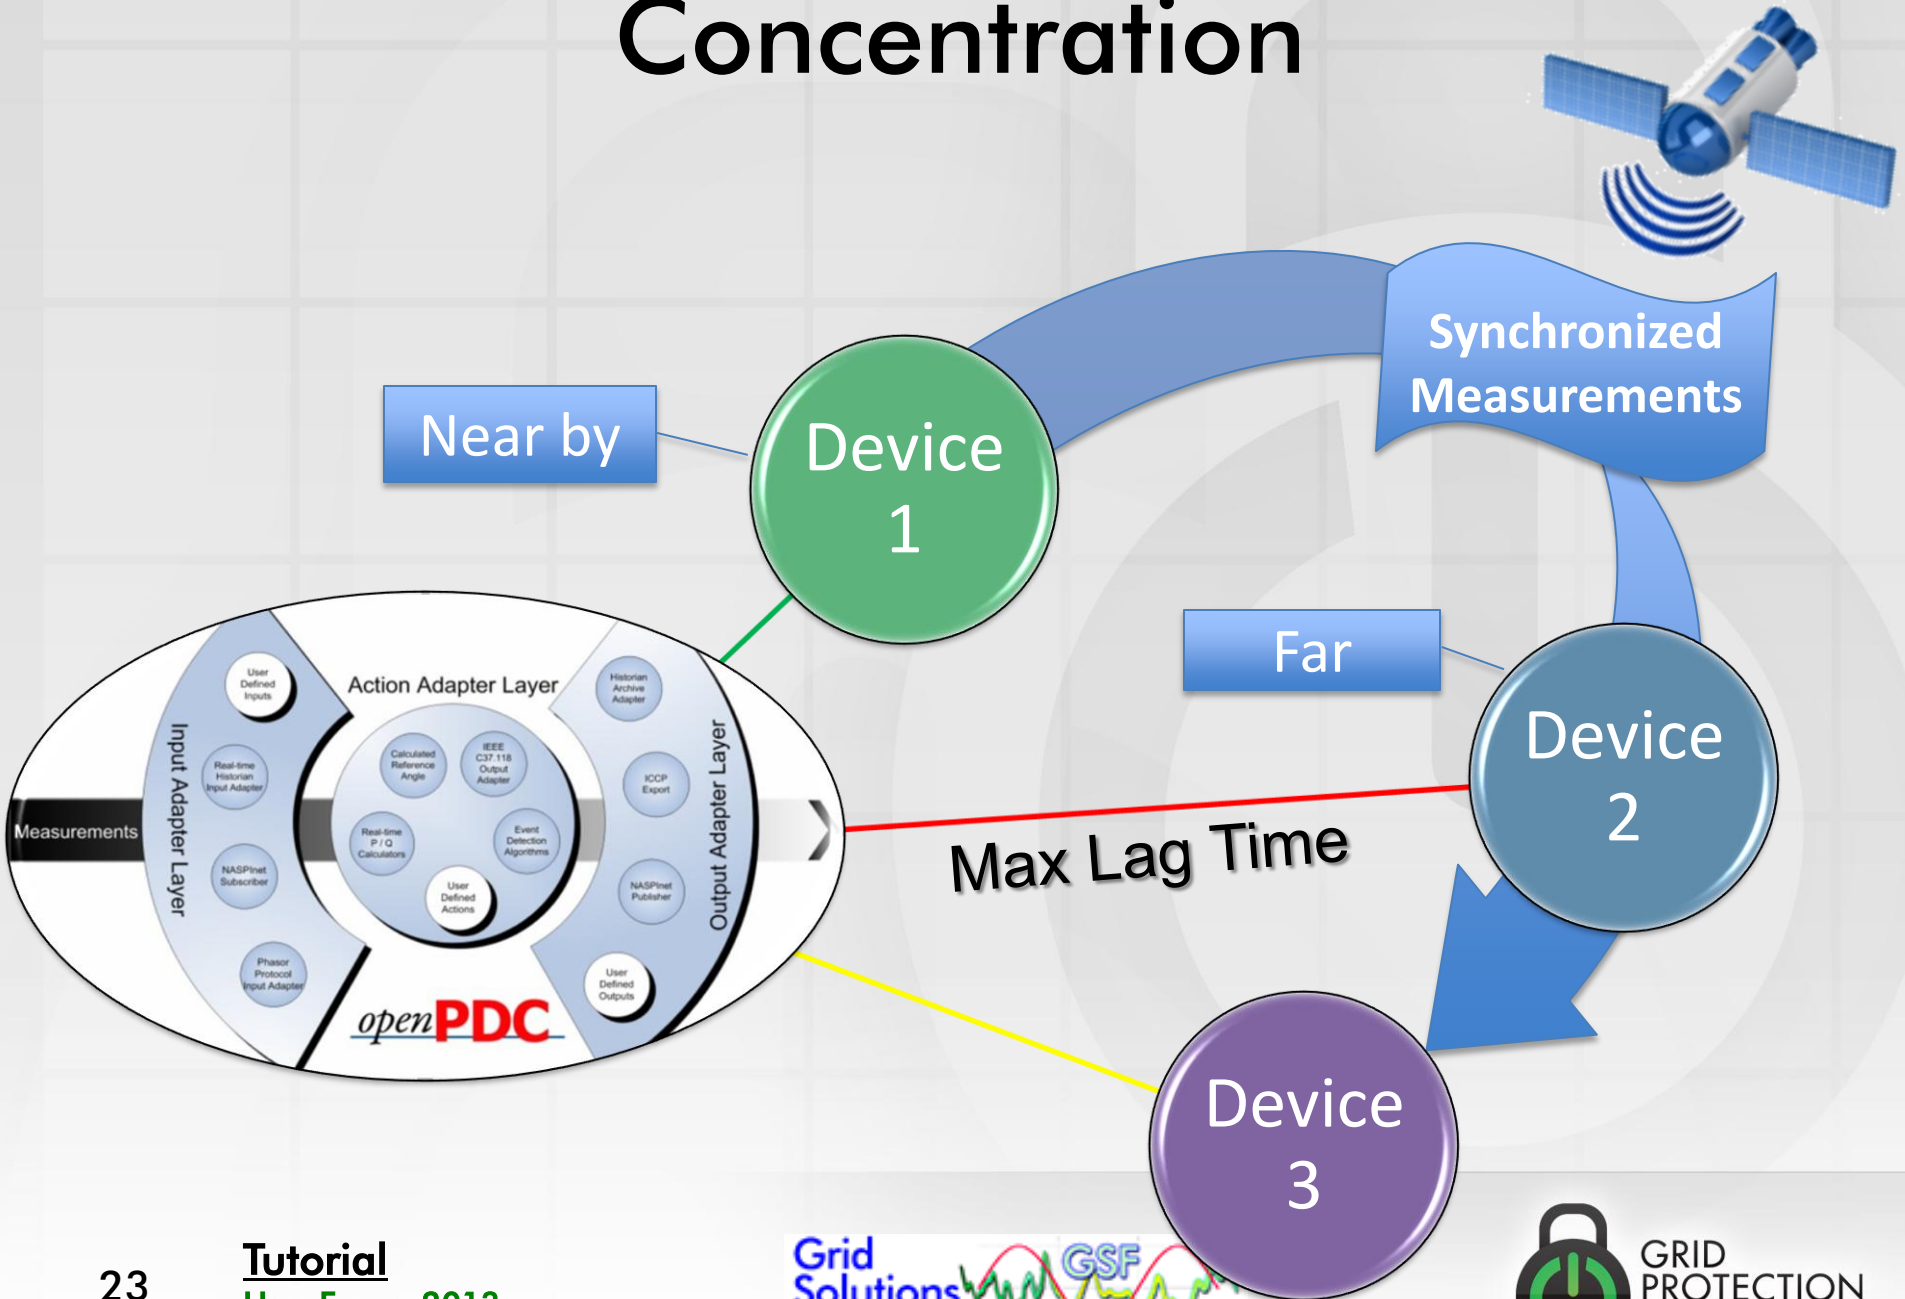 Concentration
Synchronized
Measurements
Near by
Device
1
Far
Device
2
Max Lag Time
Device
3
Measurements
Input Adapter Layer
User
Defined
Inputs
Real-time
Historian
Input Adapter
NASPInet
Subscriber
Phasor
Protocol
Input Adapter
Action Adapter Layer
Calculated
Reference
Angle
IEEE
C37.118
Output
Adapter
Real-time
P / Q
Calculators
Event
Detection
Algorithms
User
Defined
Actions
Output Adapter Layer
Historian
Archive
Adapter
ICCP
Export
NASPInet
Publisher
User
Defined
Outputs
openPDC
23
Tutorial
2013
Grid
Solutions
GSF
GRID
PROTECTION